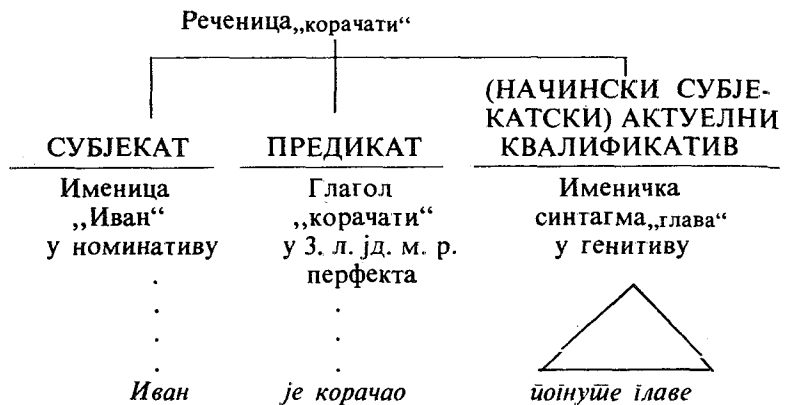 Реченица„корачати“
(НАЧИНСКИ СУБЈЕ-
КАТСКИ) АКТУЕЛНИ
СУБЈЕКАТ ПРЕДИКАТ КВАЛИФИКАТИВ
Именица Глагол Именичка
„Иван“ „корачати“ синтагма„глава“
у номинативу у 3. л. јд. м. р. у генитиву
перфекта
. .
. .
. .
Иван је корачао погнуте главе